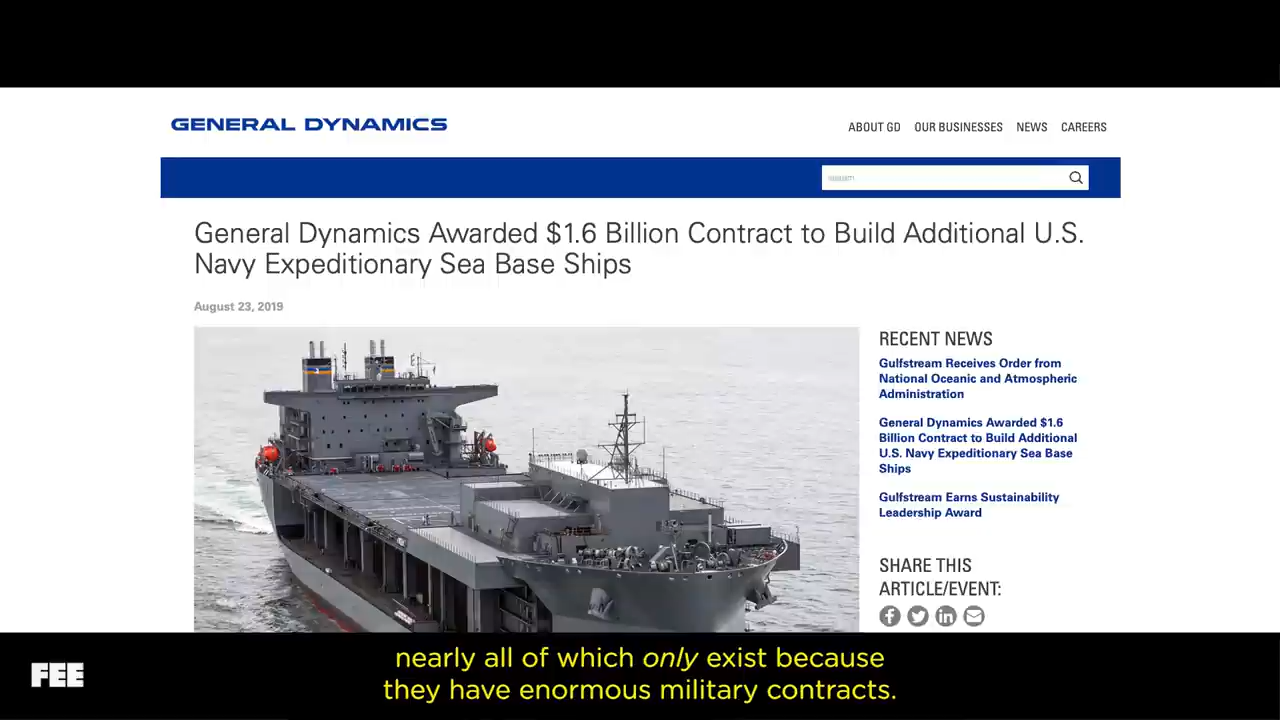 GENERAL DYNAMICS
ABOUT GD OUR BUSINESSES NEWS CAREERS
General Dynamics Awarded $1.6 Billion Contract to Build Additional U.S.
Navy Expeditionary Sea Base Ships
August 23, 2019
RECENT NEWS
Gulfstream Receives Order from
National Oceanic and Atmospheric
Administration
General Dynamics Awarded $1.6
Billion Contract to Build Additional
U.S. Navy Expeditionary Sea Base
Ships
Gulfstream Earns Sustainability
Leadership Award
SHARE THIS
ARTICLE/EVENT:
nearly all of which only exist because
they have enormous military contracts.
FEE